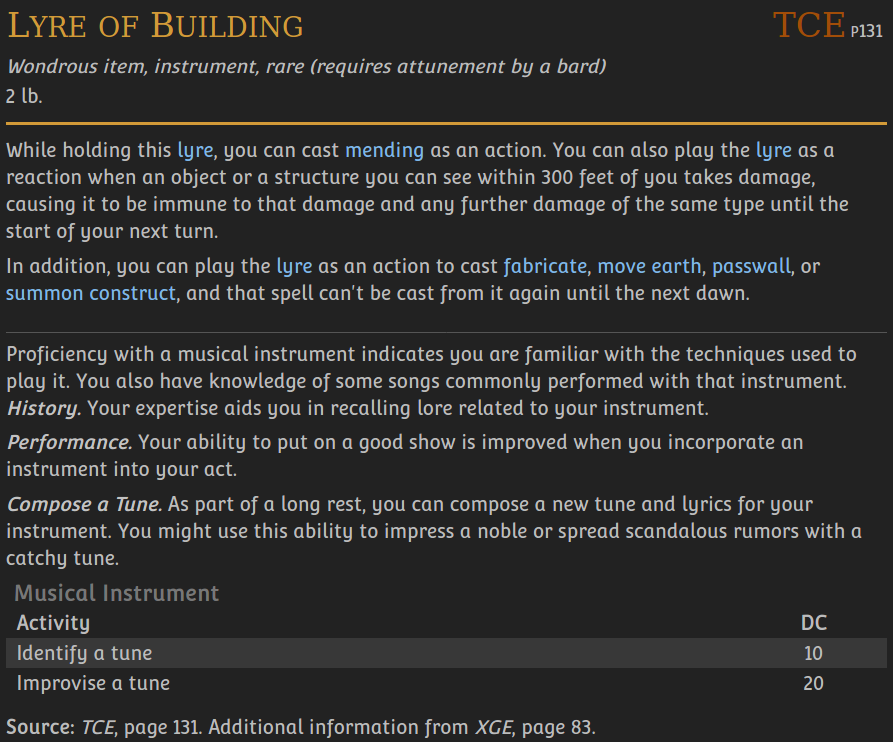 Lyre of Building TCE P131
Wondrous item, instrument, rare (requires attunement by a bard)
2 lb.
While holding this lyre, you can cast mending as an action. You can also play the lyre as a
reaction when an object or a structure you can see within 300 feet of you takes damage,
causing it to be immune to that damage and any further damage of the same type until the
start of your next turn.
In addition, you can play the lyre as an action to cast fabricate, move earth, passwall, or
summon construct, and that spell can't be cast from it again until the next dawn.
Proficiency with a musical instrument indicates you are familiar with the techniques used to
play it. You also have knowledge of some songs commonly performed with that instrument.
History. Your expertise aids you in recalling lore related to your instrument.
Performance. Your ability to put on a good show is improved when you incorporate an
instrument into your act.
Compose a Tune. As part of a long rest, you can compose a new tune and lyrics for your
instrument. You might use this ability to impress a noble or spread scandalous rumors with a
catchy tune.
Musical Instrument
Activity DC
Identify a tune 10
Improvise a tune 20
Source: TCE, page 131. Additional information from XGE, page 83.